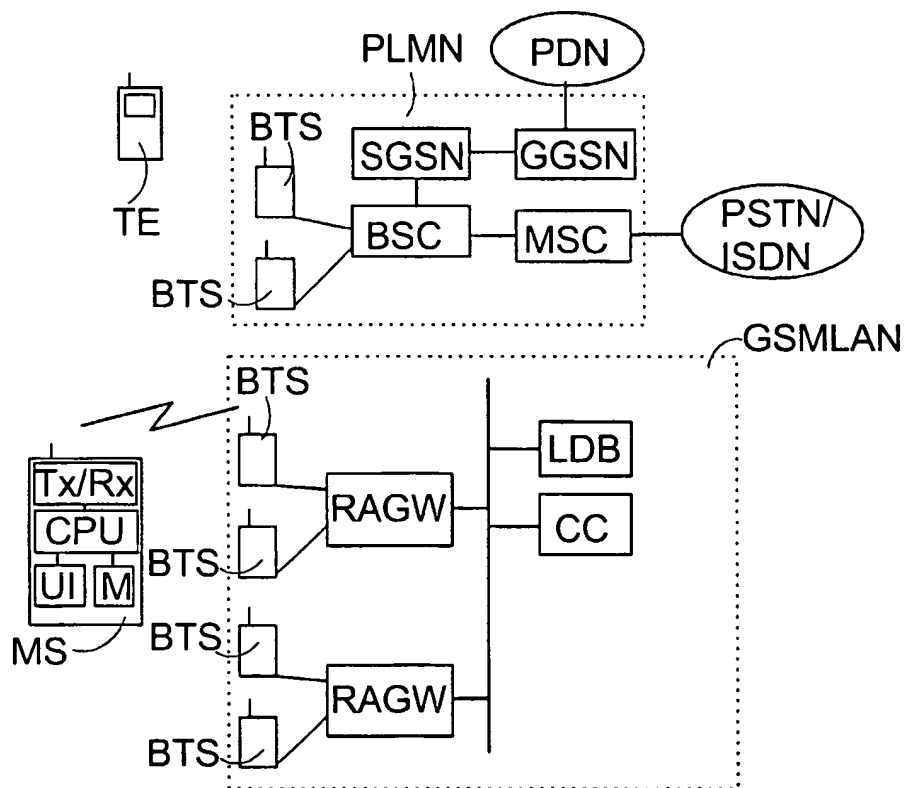 PLMN
PDN
BTS
SGSN
GGSN
TE
BSC
MSC
PSTN/
ISDN
BTS
GSMLAN
BTS
LDB
Tx/Rx
RAGW
CPU
CC
BTS
UI
M
MS
BTS
RAGW
BTS